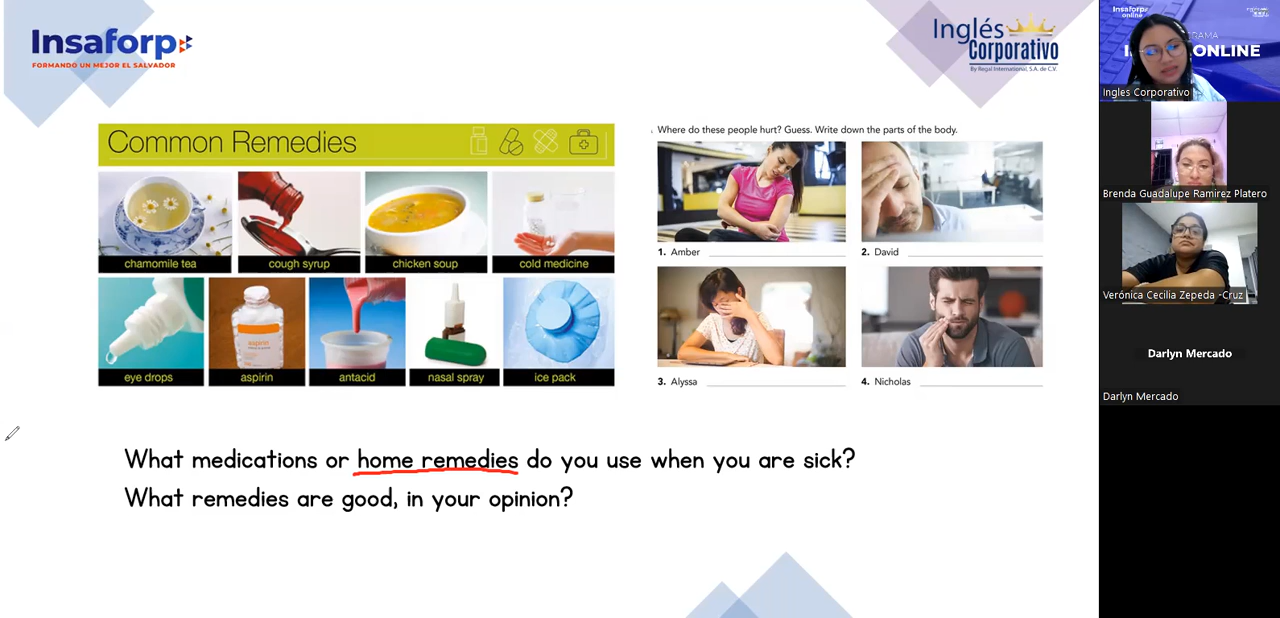 Insaforp
FORMANDO UN MEJOR EL SALVADOR
Inglés
Corporativo
By Regal International, S.A. de C.V.
Common Remedies
chamomile tea
cough syrup
chicken soup
cold medicine
eye drops
aspirin
aspirin
antacid
nasal spray
ice pack
Where do these people hurt? Guess. Write down the parts of the body.
1. Amber
2. David
3. Alyssa
4. Nicholas
What medications or home remedies do you use when you are sick?
What remedies are good, in your opinion?
Insaforp
online
ONLINE
Ingles Corporativo
Brenda Guadalupe Ramirez Platero
Verónica Cecilia Zepeda -Cruz
Darlyn Mercado
Darlyn Mercado